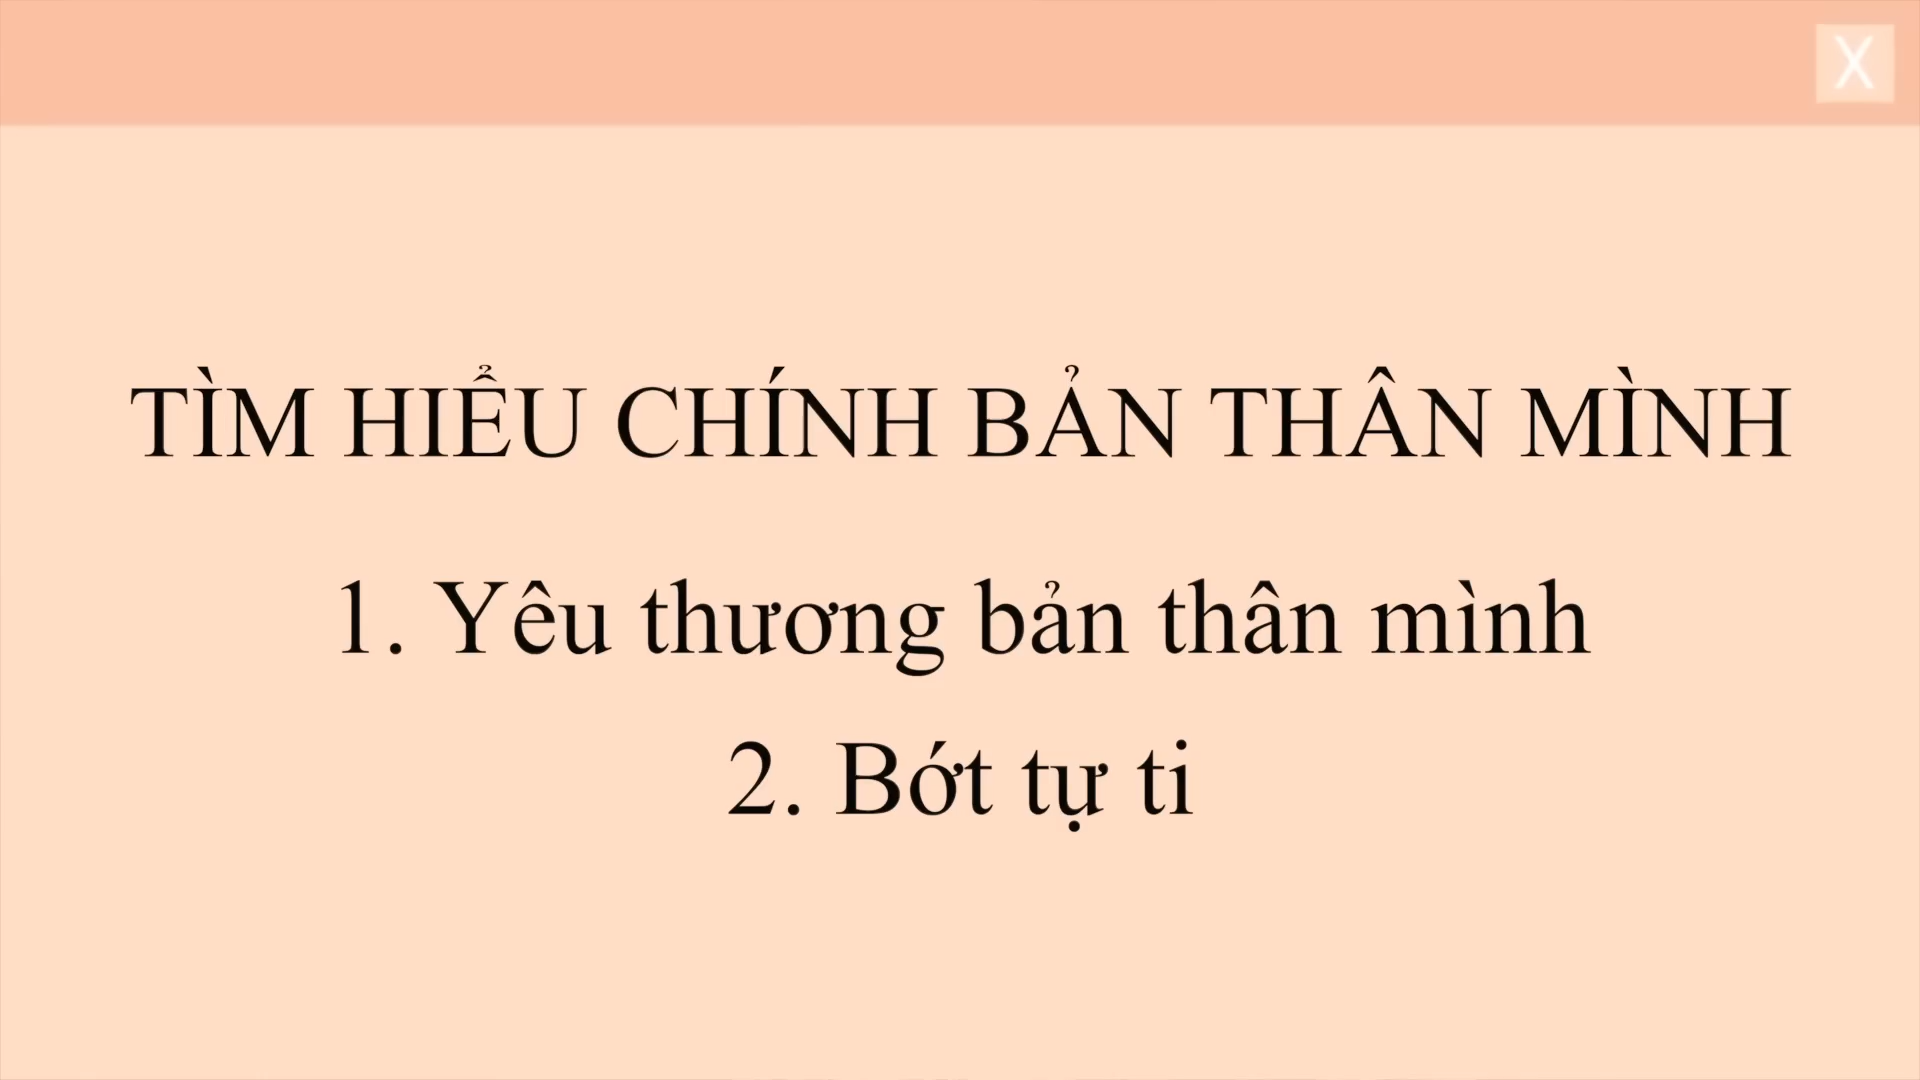 X
TÌM HIỂU CHÍNH BẢN THÂN MÌNH
1. Yêu thương bản thân mình
2. Bớt tự ti